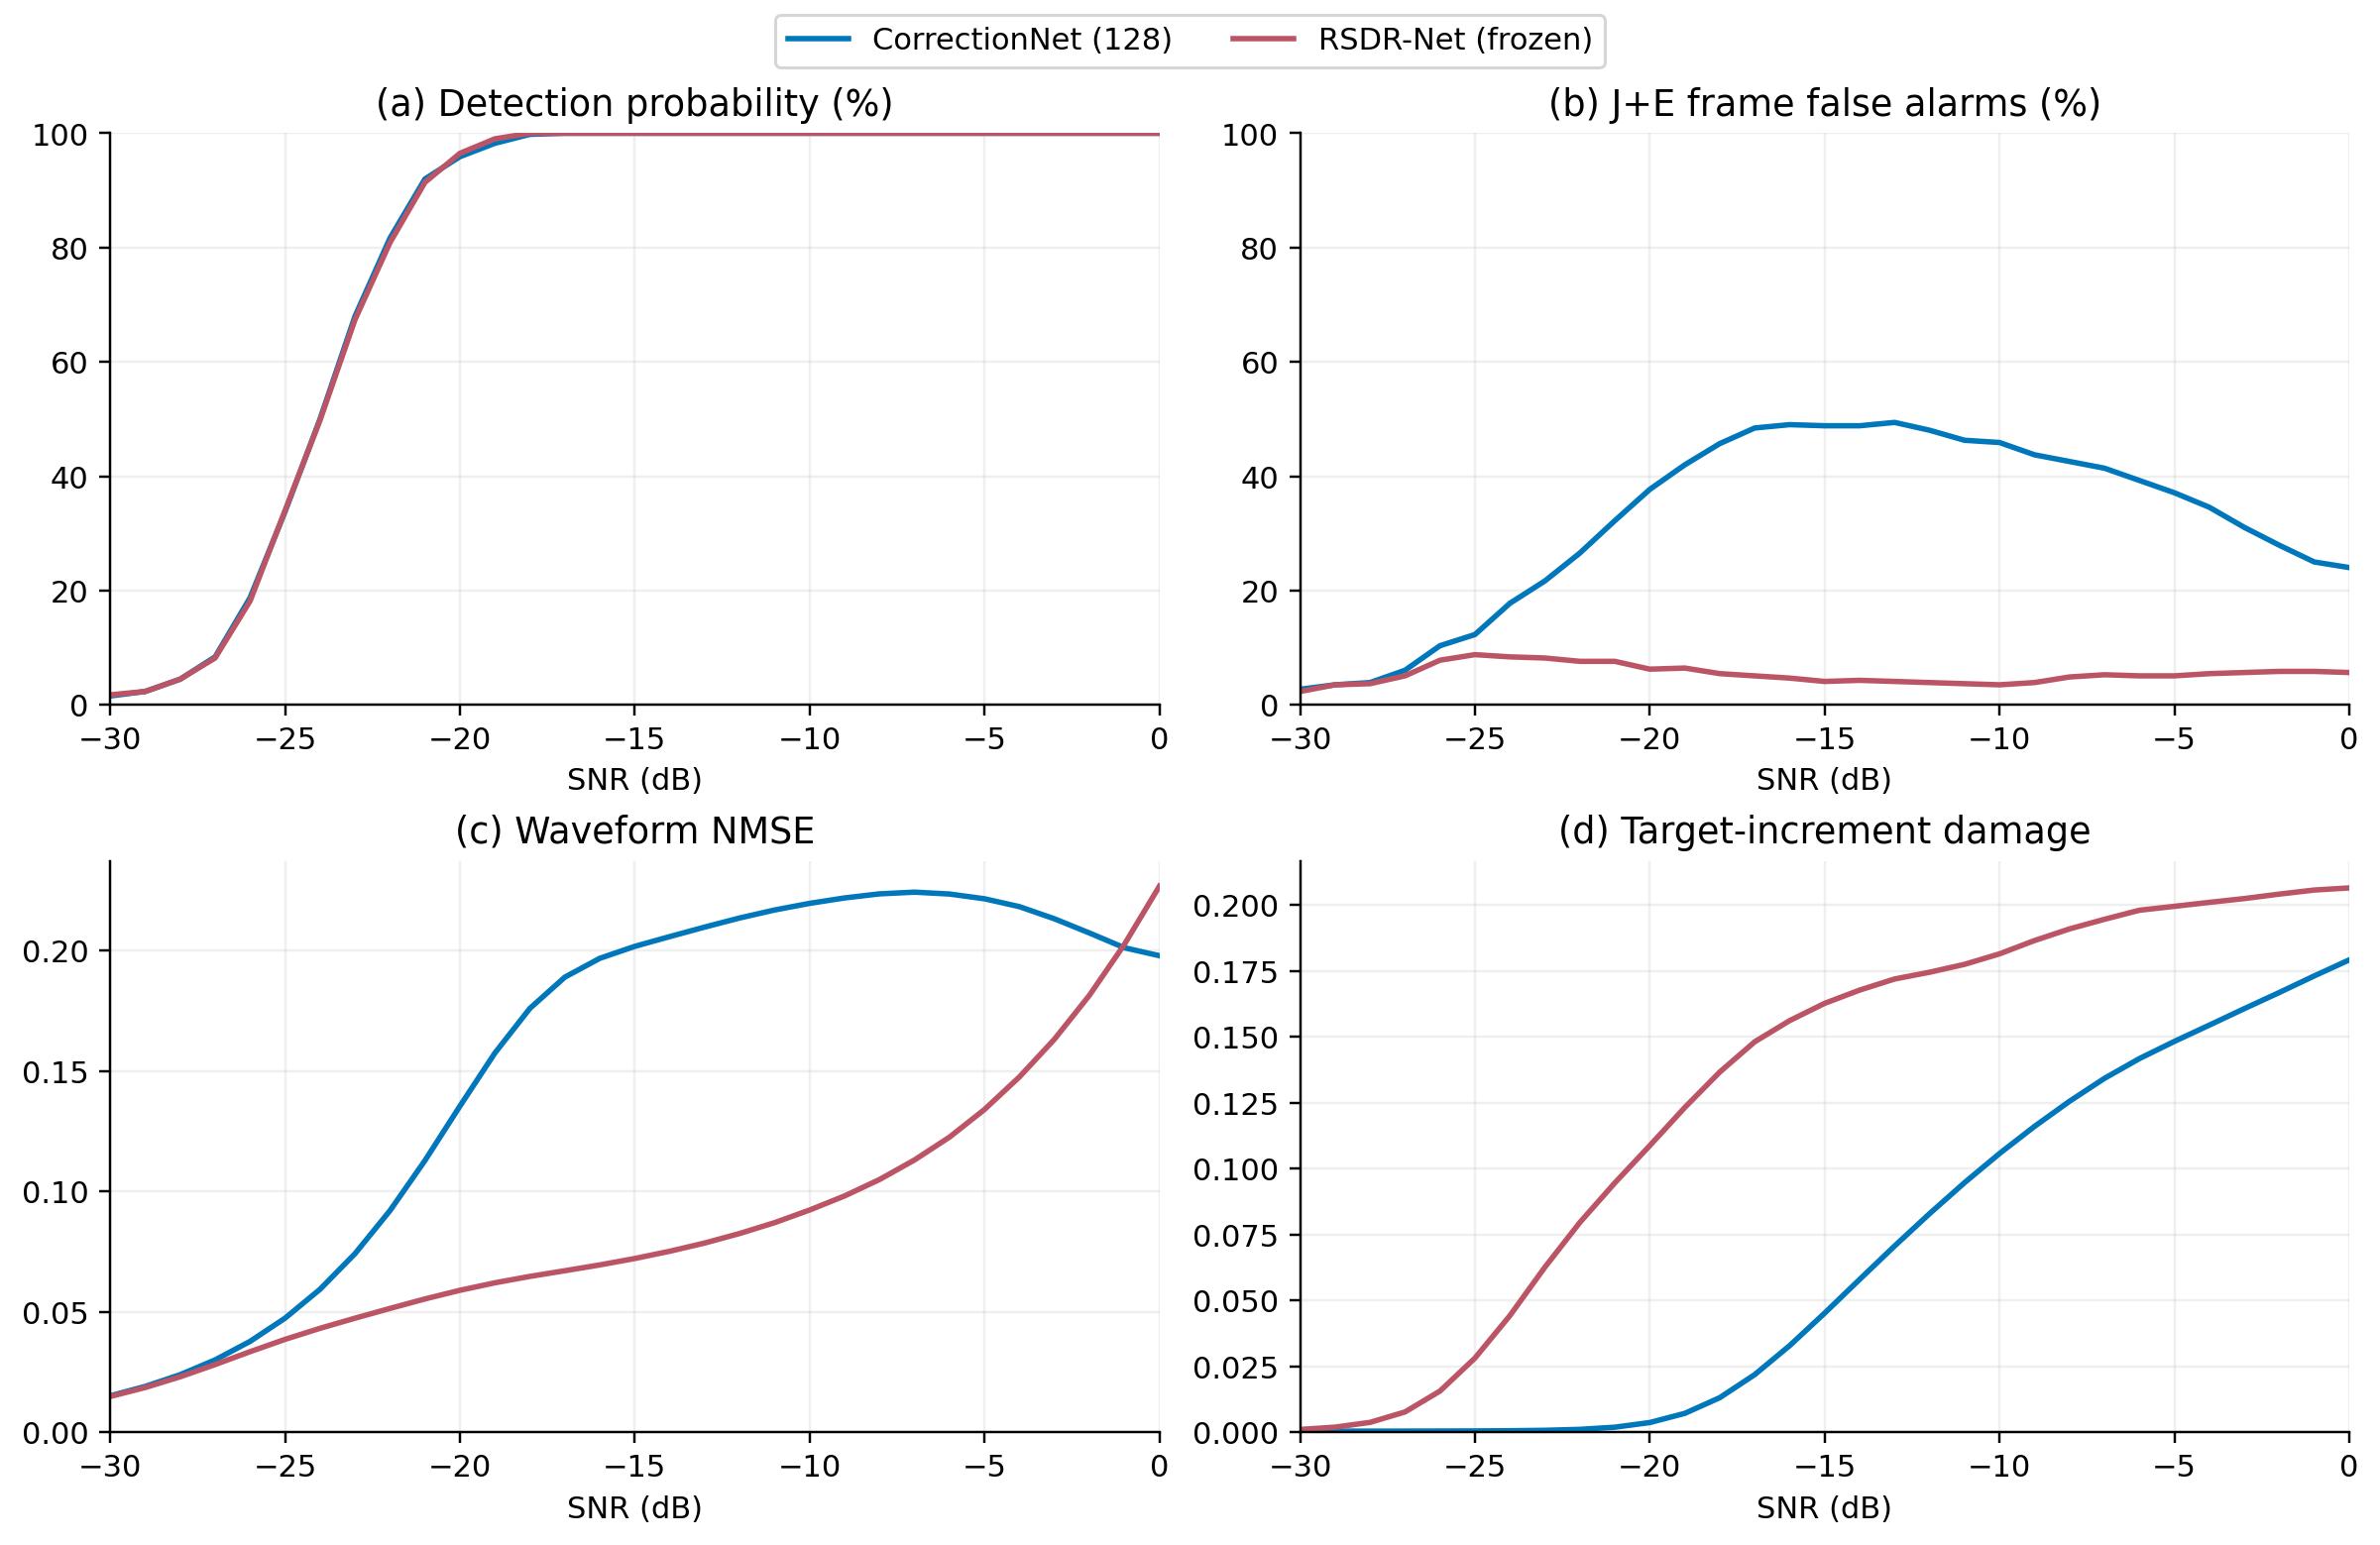 CorrectionNet (128) RSDR-Net (frozen)
(a) Detection probability (%)
100
80
60
40
20
0
−30 −25 −20 −15 −10 −5 0
SNR (dB)
(b) J+E frame false alarms (%)
100
80
60
40
20
0
−30 −25 −20 −15 −10 −5 0
SNR (dB)
(c) Waveform NMSE
0.20
0.15
0.10
0.05
0.00
−30 −25 −20 −15 −10 −5 0
SNR (dB)
(d) Target-increment damage
0.200
0.175
0.150
0.125
0.100
0.075
0.050
0.025
0.000
−30 −25 −20 −15 −10 −5 0
SNR (dB)